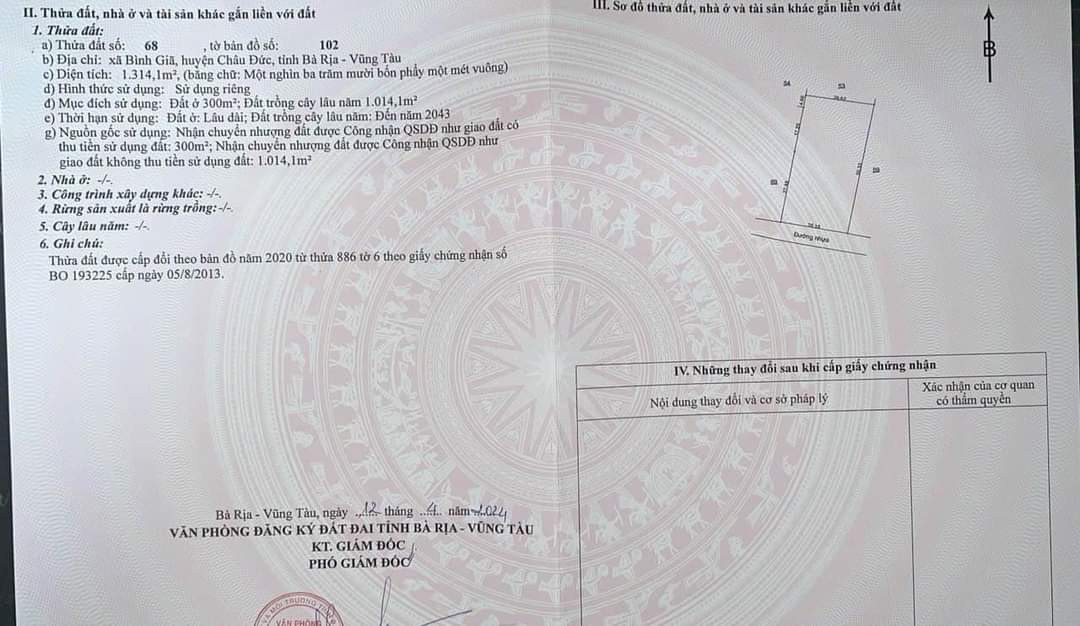 II. Thửa đất, nhà ở và tài sản khác gắn liền với đất
1. Thửa đất:
a) Thửa đất số: 68 , tờ bản đồ số: 102
b) Địa chỉ: xã Bình Giã, huyện Châu Đức, tỉnh Bà Rịa - Vũng Tàu
c) Diện tích: 1.314,1m², (bằng chữ: Một nghìn ba trăm mười bốn phẩy một mét vuông)
d) Hình thức sử dụng: Sử dụng riêng
đ) Mục đích sử dụng: Đất ở 300m²; Đất trồng cây lâu năm 1.014,1m²
e) Thời hạn sử dụng: Đất ở: Lâu dài; Đất trồng cây lâu năm: Đến năm 2043
g) Nguồn gốc sử dụng: Nhận chuyển nhượng đất được Công nhận QSDĐ như giao đất có
thu tiền sử dụng đất: 300m²; Nhận chuyển nhượng đất được Công nhận QSDĐ như
giao đất không thu tiền sử dụng đất: 1.014,1m²
2. Nhà ở: -/-.
3. Công trình xây dựng khác: -/-.
4. Rừng sản xuất là rừng trồng: -/-.
5. Cây lâu năm: -/-.
6. Ghi chú:
Thửa đất được cấp đổi theo bản đồ năm 2020 từ thửa 886 tờ 6 theo giấy chứng nhận số
BO 193225 cấp ngày 05/8/2013.
Bà Rịa - Vũng Tàu, ngày ..12.. tháng ..4.. năm 2024
VĂN PHÒNG ĐĂNG KÝ ĐẤT ĐAI TỈNH BÀ RỊA - VŨNG TÀU
KT. GIÁM ĐỐC
PHÓ GIÁM ĐỐC
VĂN PHÒNG
III. Sơ đồ thửa đất, nhà ở và tài sản khác gắn liền với đất
B
54
53
Đường nhựa
IV. Những thay đổi sau khi cấp giấy chứng nhận
Nội dung thay đổi và cơ sở pháp lý
Xác nhận của cơ quan
có thẩm quyền